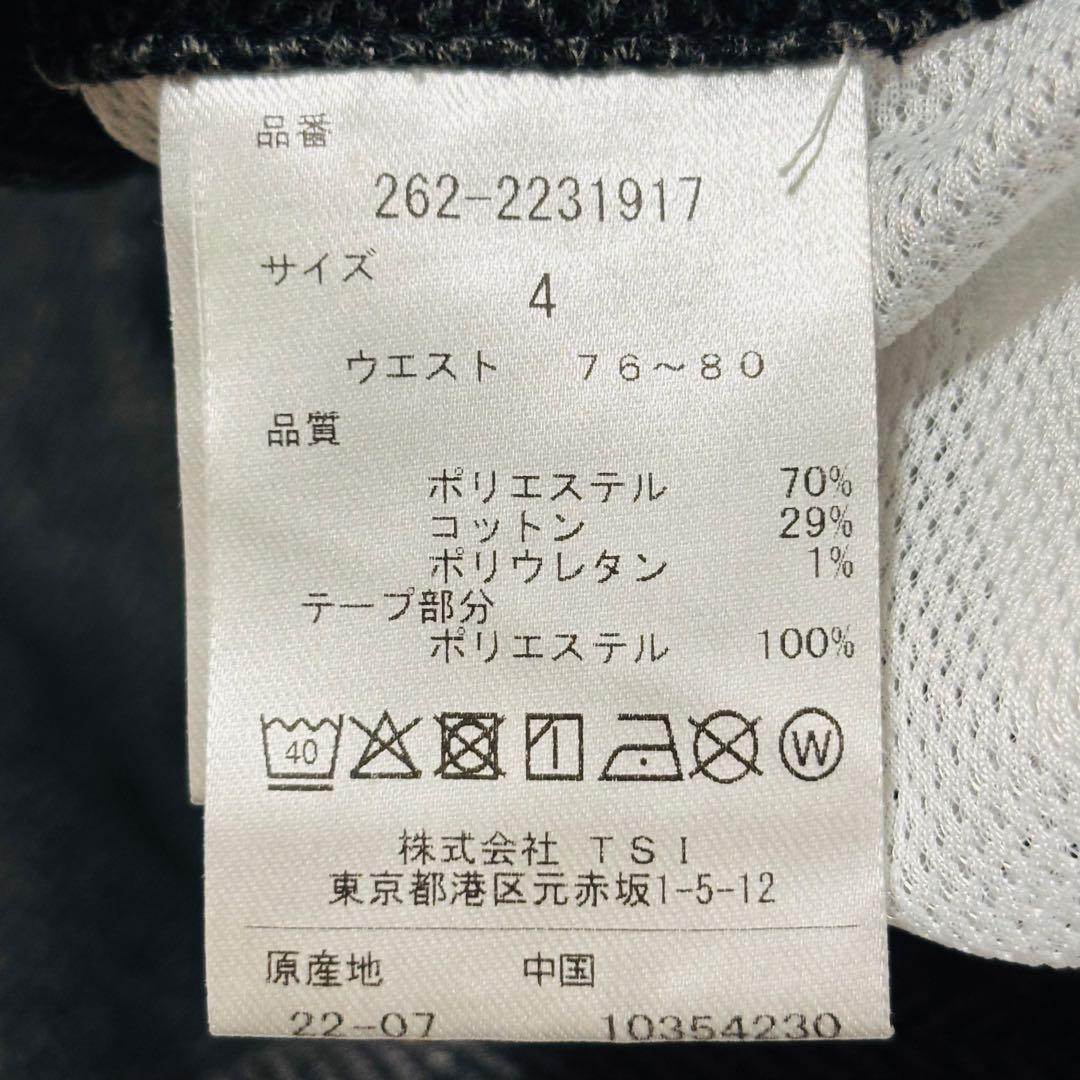 品番
262-2231917
サイズ
4
ウエスト 76～80
品質
ポリエステル 70%
コットン 29%
ポリウレタン 1%
テープ部分
ポリエステル 100%
40 W
株式会社 TSI
東京都港区元赤坂1-5-12
原産地 中国
22-07 10354230